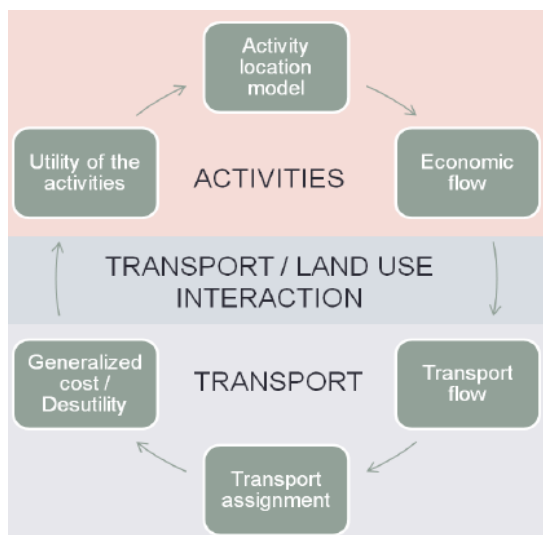 Activity
location
model
Utility of the
activities
ACTIVITIES
Economic
flow
TRANSPORT / LAND USE
INTERACTION
Generalized
cost /
Desutility
TRANSPORT
Transport
flow
Transport
assignment